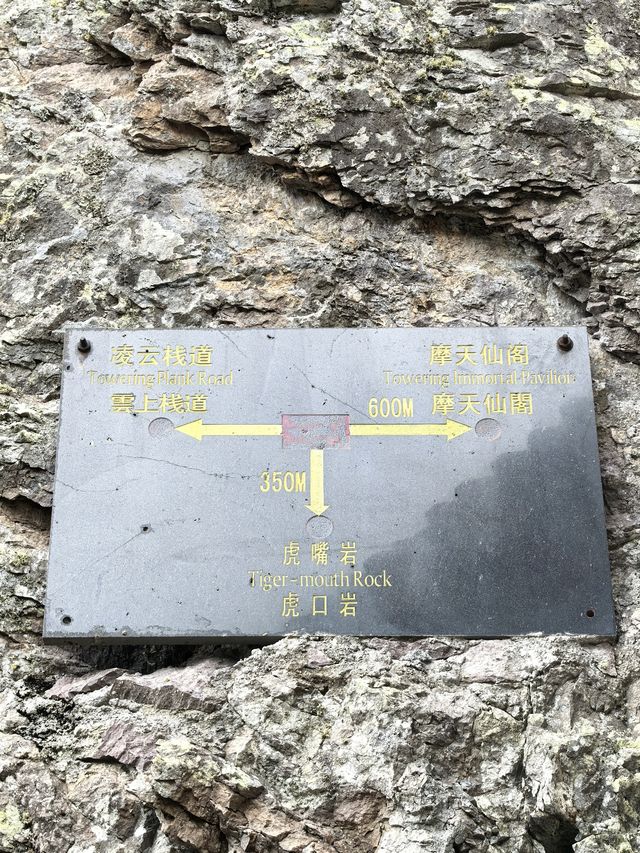 凌云栈道
Towering Plank Road
雲上栈道
摩天仙阁
Towering Immortal Pavilion
600M 摩天仙閣
350M
虎嘴岩
Tiger-mouth Rock
虎口岩